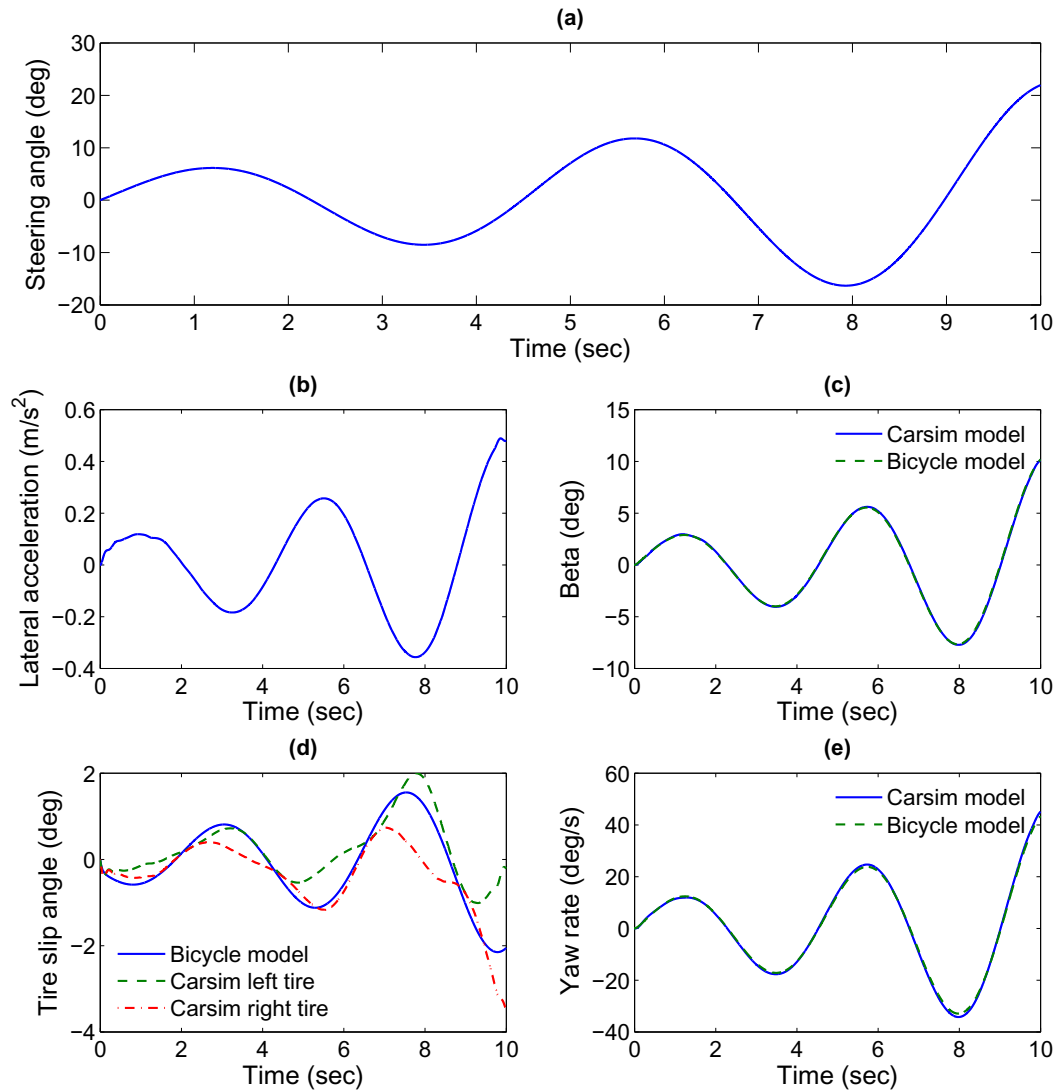 (a)
Steering angle (deg)
30
20
10
0
−10
−20
0 1 2 3 4 5 6 7 8 9 10
Time (sec)
(b)
Lateral acceleration (m/s²)
0.6
0.4
0.2
0
−0.2
−0.4
0 2 4 6 8 10
Time (sec)
(c)
Beta (deg)
15
10
5
0
−5
−10
Carsim model
Bicycle model
0 2 4 6 8 10
Time (sec)
(d)
Tire slip angle (deg)
2
0
−2
−4
Bicycle model
Carsim left tire
Carsim right tire
0 2 4 6 8 10
Time (sec)
(e)
Yaw rate (deg/s)
60
40
20
0
−20
−40
Carsim model
Bicycle model
0 2 4 6 8 10
Time (sec)